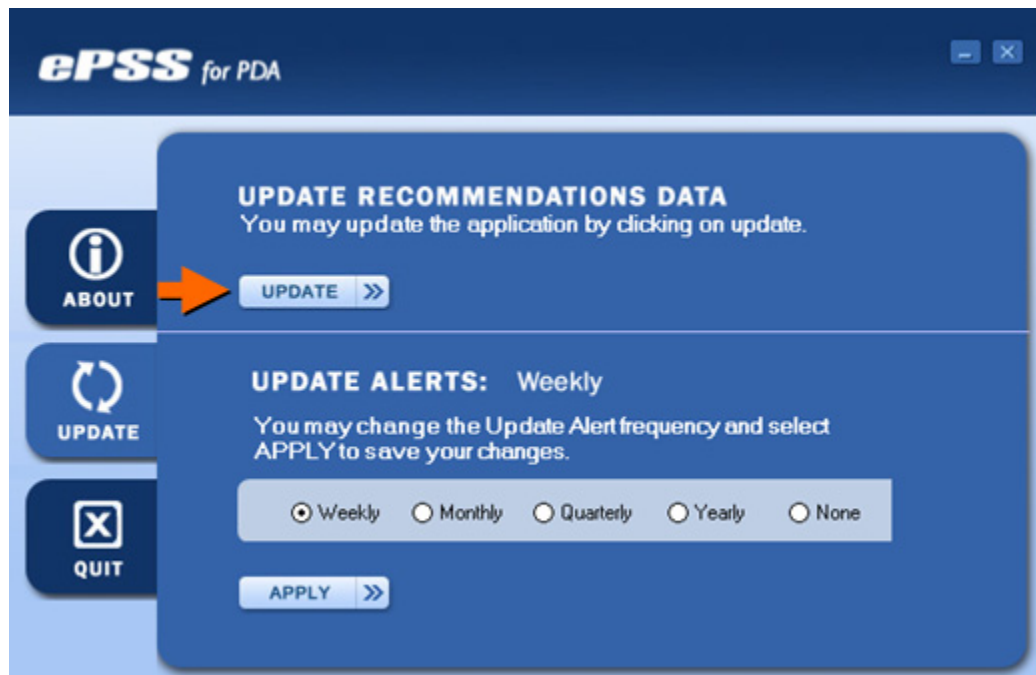 ePSS for PDA
UPDATE RECOMMENDATIONS DATA
You may update the application by clicking on update.
ABOUT
UPDATE
UPDATE ALERTS: Weekly
UPDATE
You may change the Update Alert frequency and select
APPLY to save your changes.
Weekly Monthly Quarterly Yearly None
QUIT
APPLY